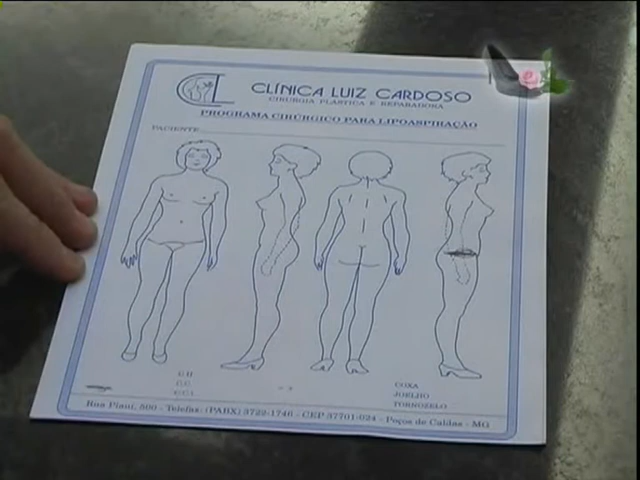 CLÍNICA LUIZ CARDOSO
CIRURGIA PLÁSTICA E REPARADORA
PROGRAMA CIRÚRGICO PARA LIPOASPIRAÇÃO
PACIENTE
COXA
JOELHO
TORNOZELO
Rua Piauí, 500 - Telefax: (PABX) 3722-1746 - CEP 37701-024 - Poços de Caldas - MG